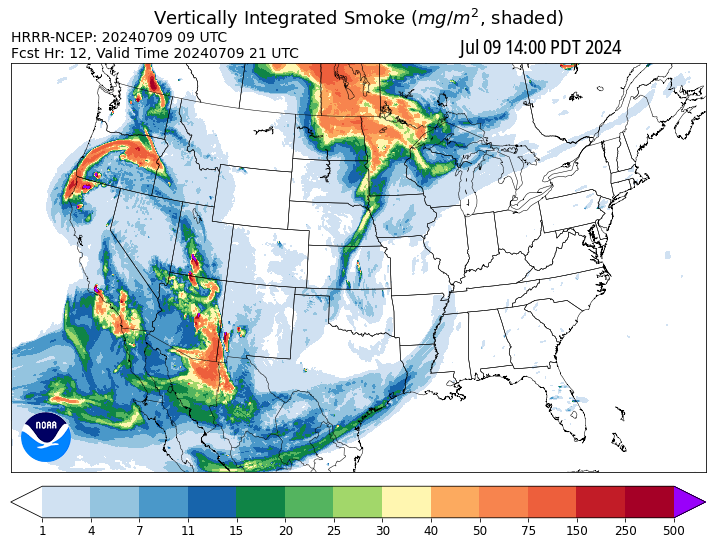 Vertically Integrated Smoke (mg/m², shaded)
HRRR-NCEP: 20240709 09 UTC
Fcst Hr: 12, Valid Time 20240709 21 UTC
Jul 09 14:00 PDT 2024
NOAA
1 4 7 11 15 20 25 30 40 50 75 150 250 500